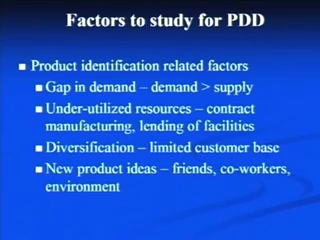 Factors to study for PDD
Product identification related factors
Gap in demand – demand > supply
Under-utilized resources – contract
manufacturing, lending of facilities
Diversification – limited customer base
New product ideas – friends, co-workers,
environment